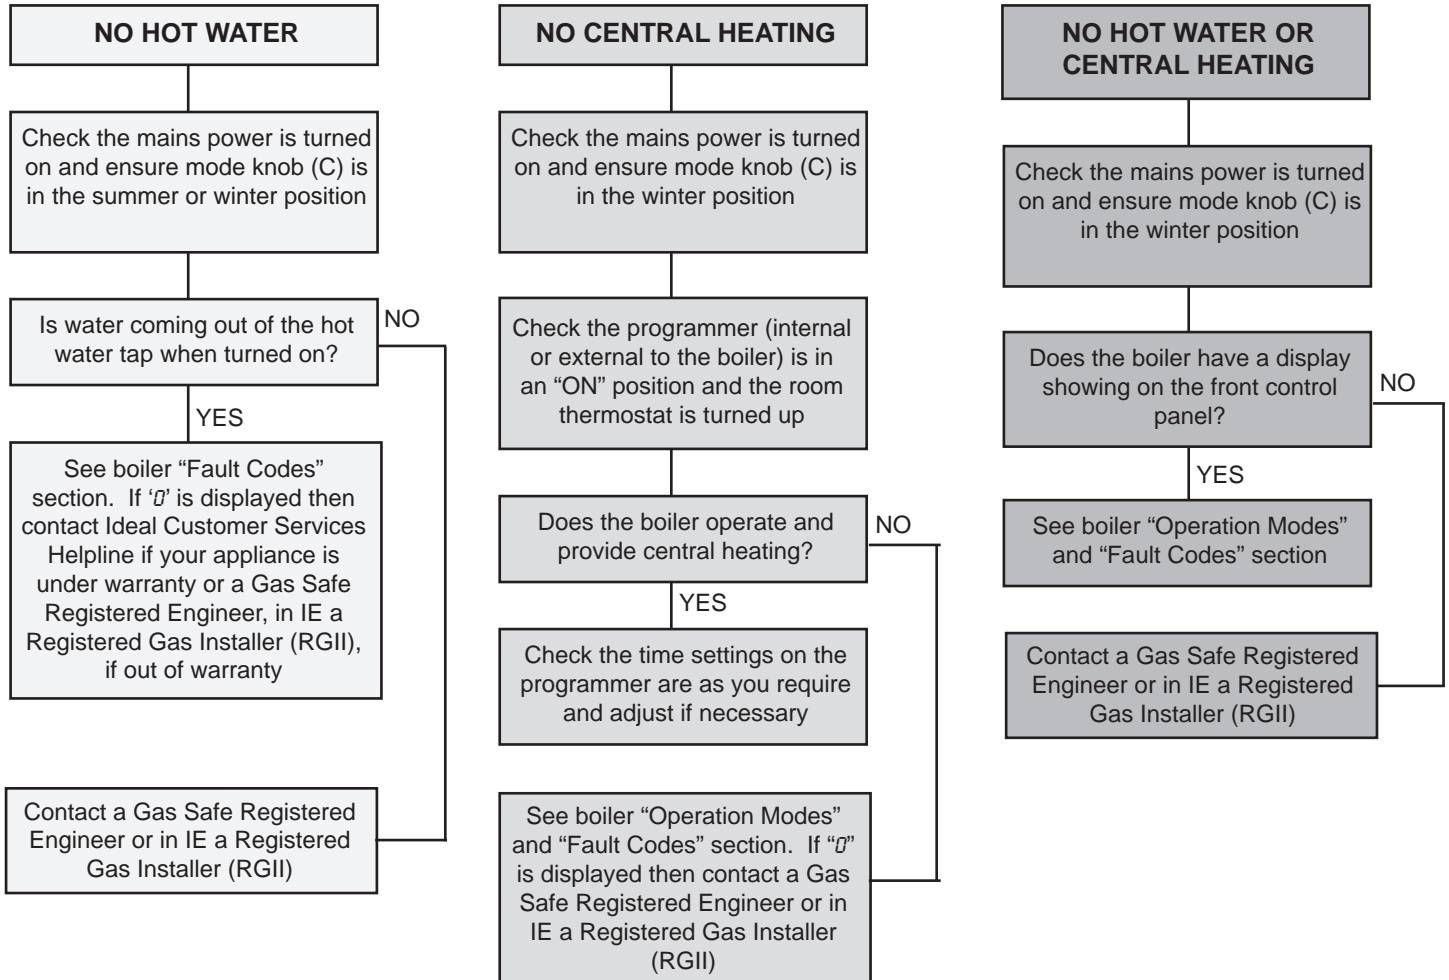 NO HOT WATER
Check the mains power is turned
on and ensure mode knob (C) is
in the summer or winter position
Is water coming out of the hot
water tap when turned on?
NO
YES
See boiler “Fault Codes”
section. If ‘0’ is displayed then
contact Ideal Customer Services
Helpline if your appliance is
under warranty or a Gas Safe
Registered Engineer, in IE a
Registered Gas Installer (RGII),
if out of warranty
Contact a Gas Safe Registered
Engineer or in IE a Registered
Gas Installer (RGII)
NO CENTRAL HEATING
Check the mains power is turned
on and ensure mode knob (C) is
in the winter position
Check the programmer (internal
or external to the boiler) is in
an “ON” position and the room
thermostat is turned up
Does the boiler operate and
provide central heating?
NO
YES
Check the time settings on the
programmer are as you require
and adjust if necessary
See boiler “Operation Modes”
and “Fault Codes” section. If “0”
is displayed then contact a Gas
Safe Registered Engineer or in
IE a Registered Gas Installer
(RGII)
NO HOT WATER OR
CENTRAL HEATING
Check the mains power is turned
on and ensure mode knob (C) is
in the winter position
Does the boiler have a display
showing on the front control
panel?
NO
YES
See boiler “Operation Modes”
and “Fault Codes” section
Contact a Gas Safe Registered
Engineer or in IE a Registered
Gas Installer (RGII)